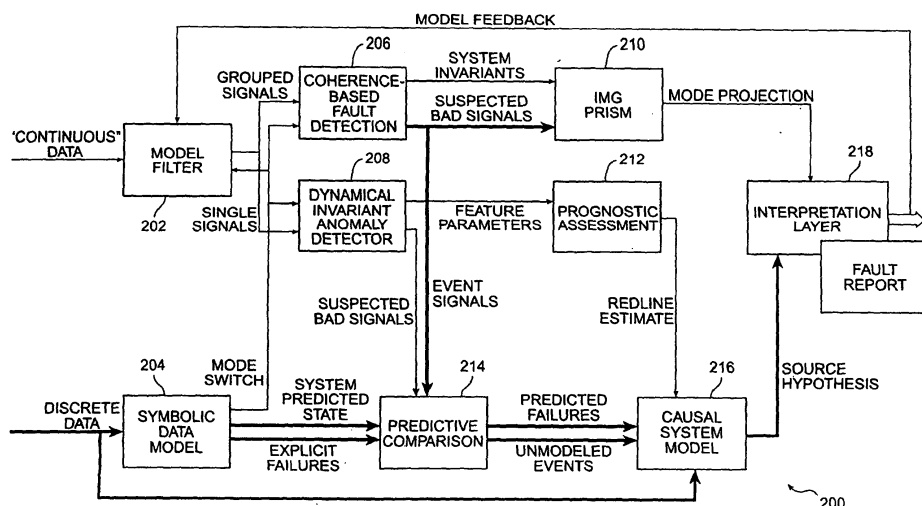 MODEL FEEDBACK
206
210
GROUPED
SIGNALS
COHERENCE-
BASED FAULT
DETECTION
SYSTEM
INVARIANTS
SUSPECTED
BAD SIGNALS
IMG
PRISM
MODE PROJECTION
'CONTINUOUS"
DATA
MODEL
FILTER
202
SINGLE
SIGNALS
208
DYNAMICAL
INVARIANT
ANOMALY
DETECTOR
FEATURE
PARAMETERS
212
PROGNOSTIC
ASSESSMENT
218
INTERPRETATION
LAYER
FAULT
REPORT
SUSPECTED
BAD SIGNALS
EVENT
SIGNALS
REDLINE
ESTIMATE
MODE
SWITCH
204
DISCRETE
DATA
SYMBOLIC
DATA
MODEL
SYSTEM
PREDICTED
STATE
EXPLICIT
FAILURES
214
PREDICTIVE
COMPARISON
PREDICTED
FAILURES
UNMODELED
EVENTS
216
CAUSAL
SYSTEM
MODEL
SOURCE
HYPOTHESIS
200